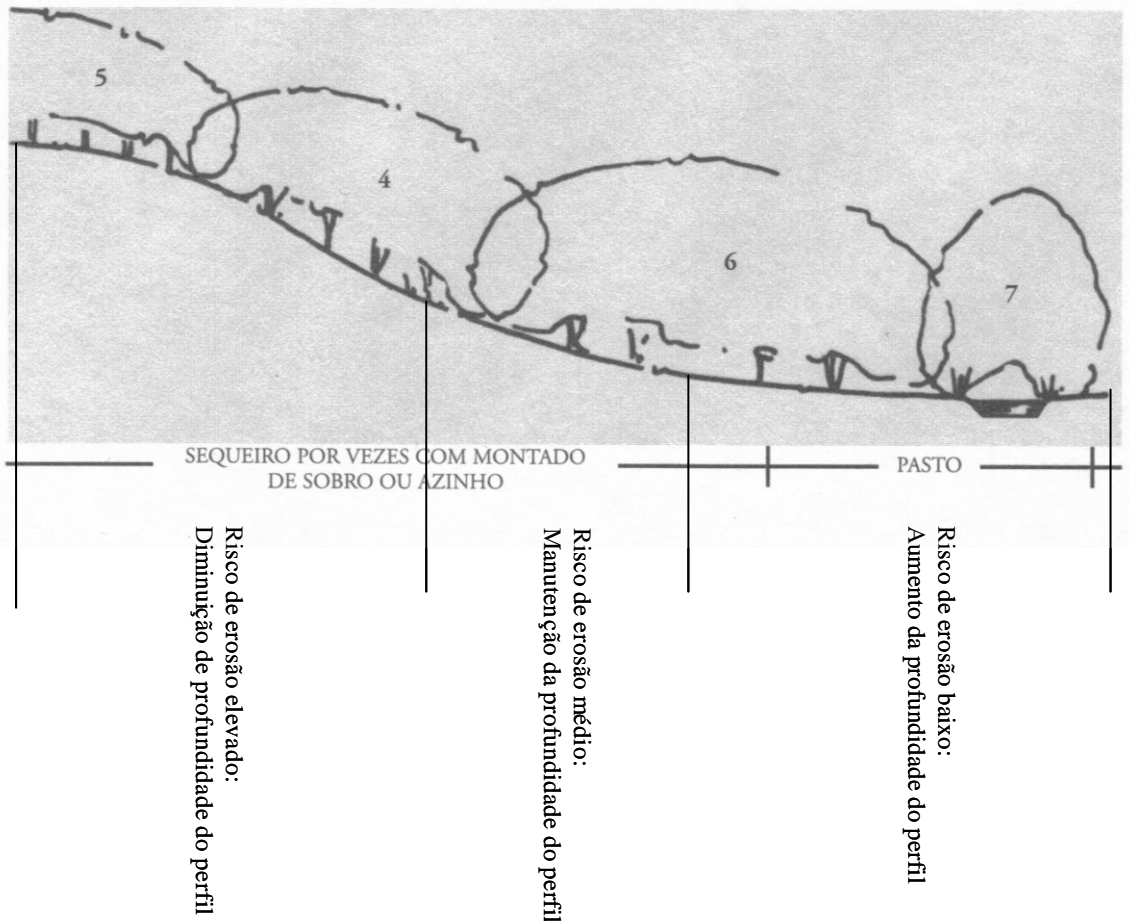 5
4
6
7
SEQUEIRO POR VEZES COM MONTADO
DE SOBRO OU AZINHO
PASTO
Risco de erosão elevado:
Diminuição de profundidade do perfil
Risco de erosão médio:
Manutenção da profundidade do perfil
Risco de erosão baixo:
Aumento da profundidade do perfil